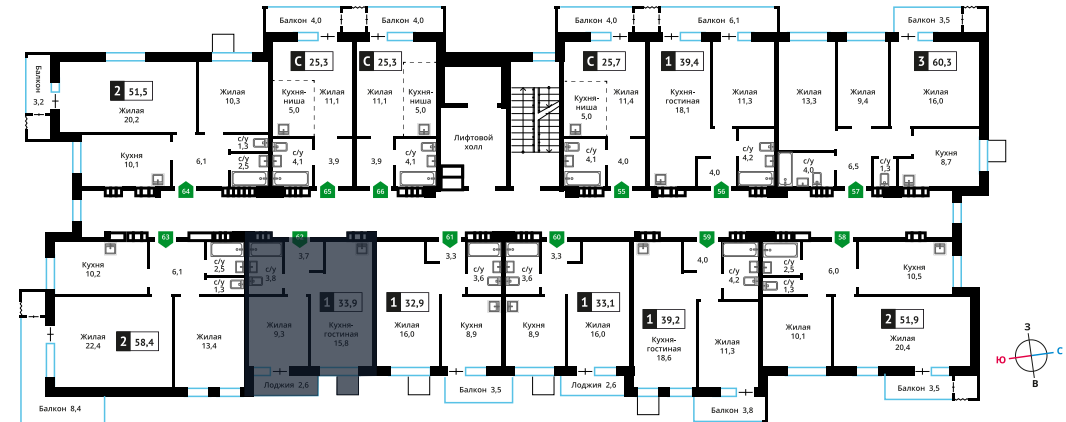 Балкон 4,0
Балкон 4,0
Балкон 4,0
Балкон 6,1
Балкон 3,5
Балкон
3,2
2 51,5
Жилая
20,2
Жилая
10,3
Кухня
10,1
6,1
с/у
1,3
с/у
2,5
64
С 25,3
Кухня-
ниша
5,0
Жилая
11,1
с/у
4,1
3,9
65
С 25,3
Жилая
11,1
Кухня-
ниша
5,0
3,9
с/у
4,1
66
Лифтовой
холл
С 25,7
Кухня-
ниша
5,0
Жилая
11,4
с/у
4,1
4,0
55
1 39,4
Кухня-
гостиная
18,1
Жилая
11,3
4,0
с/у
4,2
56
3 60,3
Жилая
13,3
Жилая
9,4
Жилая
16,0
с/у
4,0
6,5
с/у
1,3
Кухня
8,7
57
63
Кухня
10,2
6,1
с/у
2,5
с/у
1,3
Жилая
22,4
2 58,4
Жилая
13,4
Балкон 8,4
62
3,7
с/у
3,8
1 33,9
Жилая
9,3
Кухня-
гостиная
15,8
Лоджия 2,6
61
3,3
с/у
3,6
1 32,9
Жилая
16,0
Кухня
8,9
Балкон 3,5
60
3,3
с/у
3,6
1 33,1
Кухня
8,9
Жилая
16,0
Лоджия 2,6
59
4,0
с/у
4,2
1 39,2
Кухня-
гостиная
18,6
Жилая
11,3
Балкон 3,8
58
с/у
2,5
с/у
1,3
6,0
Кухня
10,5
Жилая
10,1
2 51,9
Жилая
20,4
Балкон 3,5
З
Ю
С
В